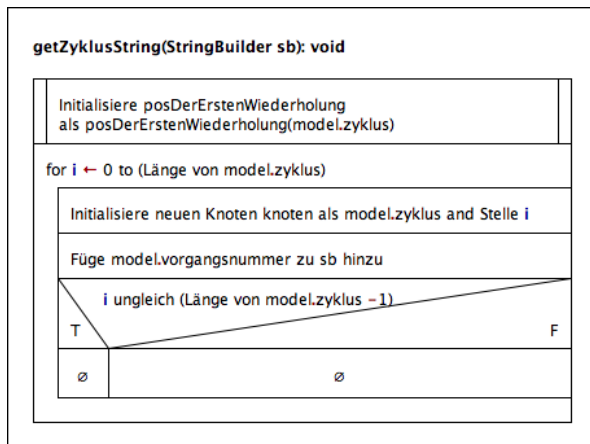 getZyklusString(StringBuilder sb): void
Initialisiere posDerErstenWiederholung
als posDerErstenWiederholung(model.zyklus)
for i ← 0 to (Länge von model.zyklus)
Initialisiere neuen Knoten knoten als model.zyklus and Stelle i
Füge model.vorgangsnummer zu sb hinzu
i ungleich (Länge von model.zyklus −1)
T F
∅ ∅